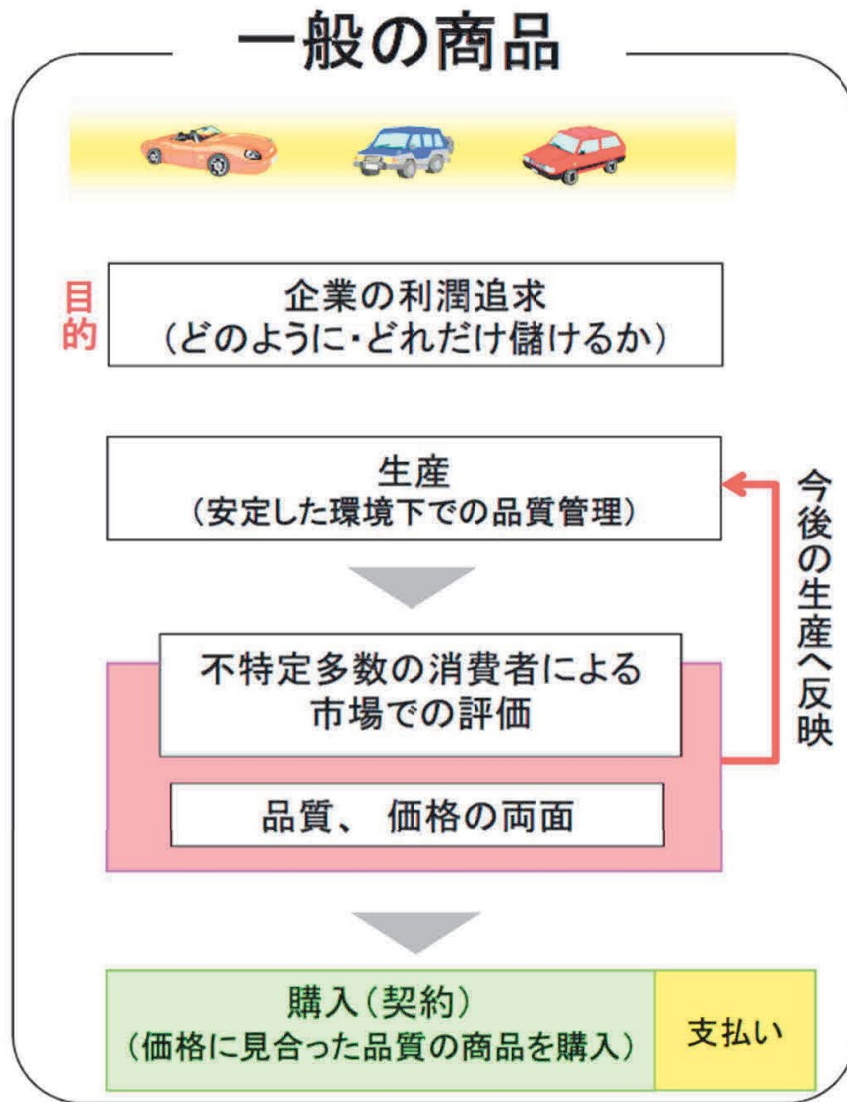 一般の商品
目的
企業の利潤追求
（どのように・どれだけ儲けるか）
生産
（安定した環境下での品質管理）
今後の生産へ反映
不特定多数の消費者による
市場での評価
品質、 価格の両面
購入（契約）
（価格に見合った品質の商品を購入）
支払い